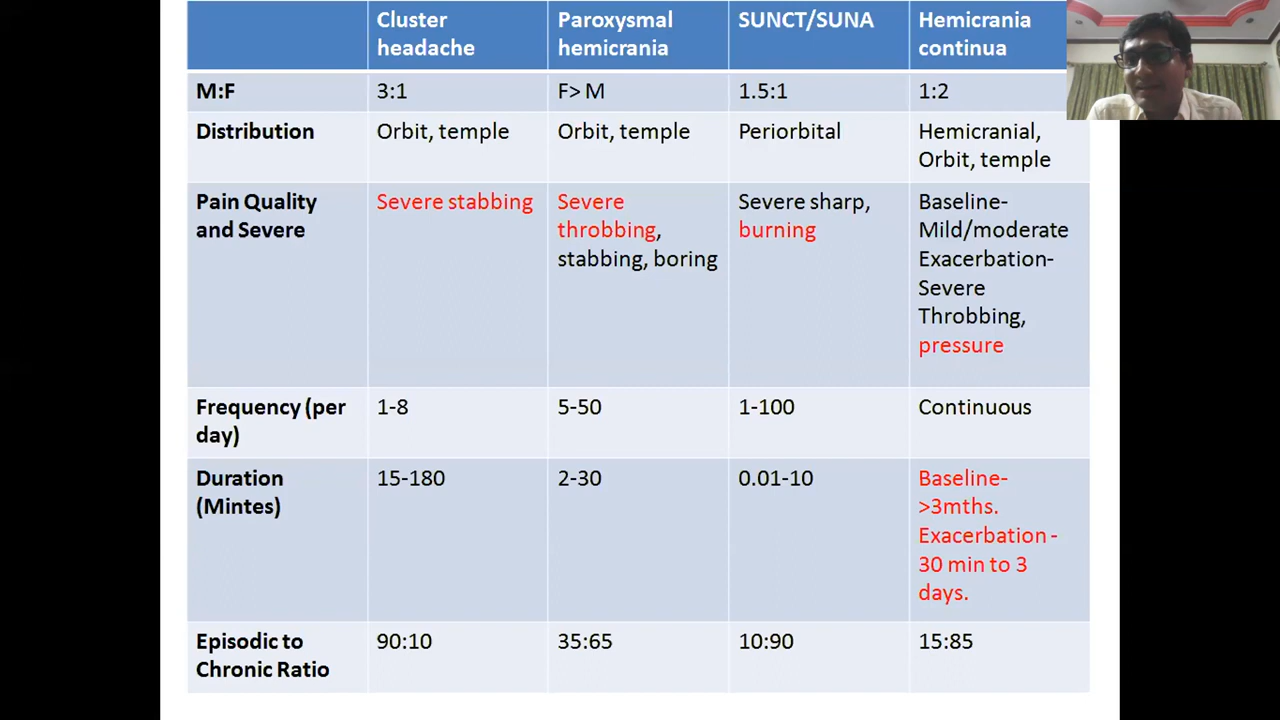 Cluster headache
Paroxysmal hemicrania
SUNCT/SUNA
Hemicrania continua
M:F
3:1
F> M
1.5:1
1:2
Distribution
Orbit, temple
Orbit, temple
Periorbital
Hemicranial,
Orbit, temple
Pain Quality
and Severe
Severe stabbing
Severe
throbbing,
stabbing, boring
Severe sharp,
burning
Baseline-
Mild/moderate
Exacerbation-
Severe
Throbbing,
pressure
Frequency (per
day)
1-8
5-50
1-100
Continuous
Duration
(Mintes)
15-180
2-30
0.01-10
Baseline-
>3mths.
Exacerbation -
30 min to 3
days.
Episodic to
Chronic Ratio
90:10
35:65
10:90
15:85